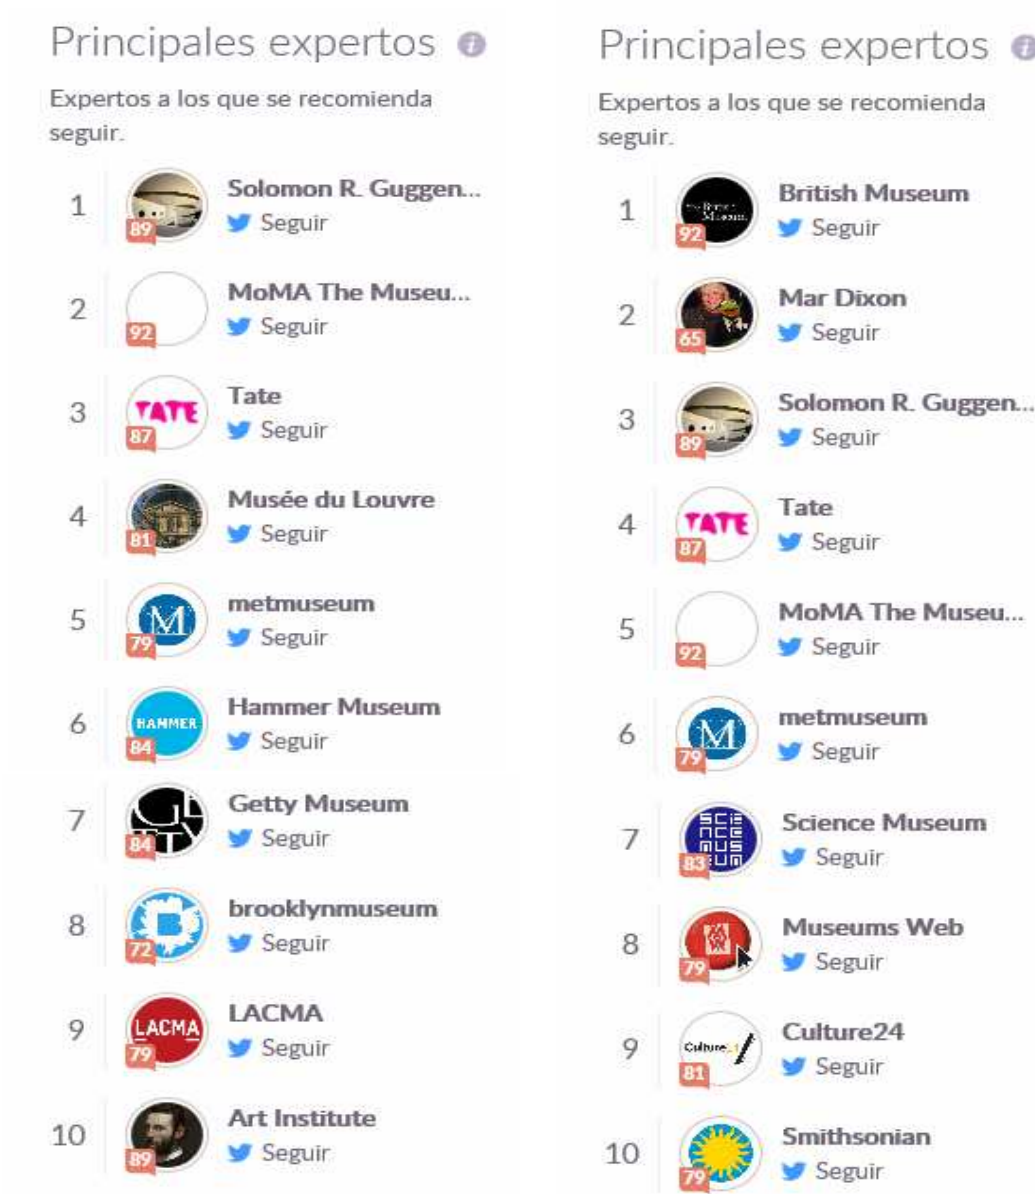 Principales expertos
Expertos a los que se recomienda
seguir.
1
Solomon R. Guggen...
89
Seguir
2
MoMA The Museu...
92
Seguir
3
TATE
Tate
87
Seguir
4
Musée du Louvre
81
Seguir
5
M
metmuseum
79
Seguir
6
HAMMER
Hammer Museum
84
Seguir
7
Getty Museum
84
Seguir
8
B
brooklynmuseum
72
Seguir
9
LACMA
LACMA
79
Seguir
10
Art Institute
89
Seguir
Principales expertos
Expertos a los que se recomienda
seguir.
1
British Museum
92
Seguir
2
Mar Dixon
65
Seguir
3
Solomon R. Guggen...
89
Seguir
4
TATE
Tate
87
Seguir
5
MoMA The Museu...
92
Seguir
6
M
metmuseum
79
Seguir
7
SCIE
NCE
MUS
EUM
Science Museum
83
Seguir
8
Museums Web
79
Seguir
9
Culture24
81
Seguir
10
Smithsonian
79
Seguir